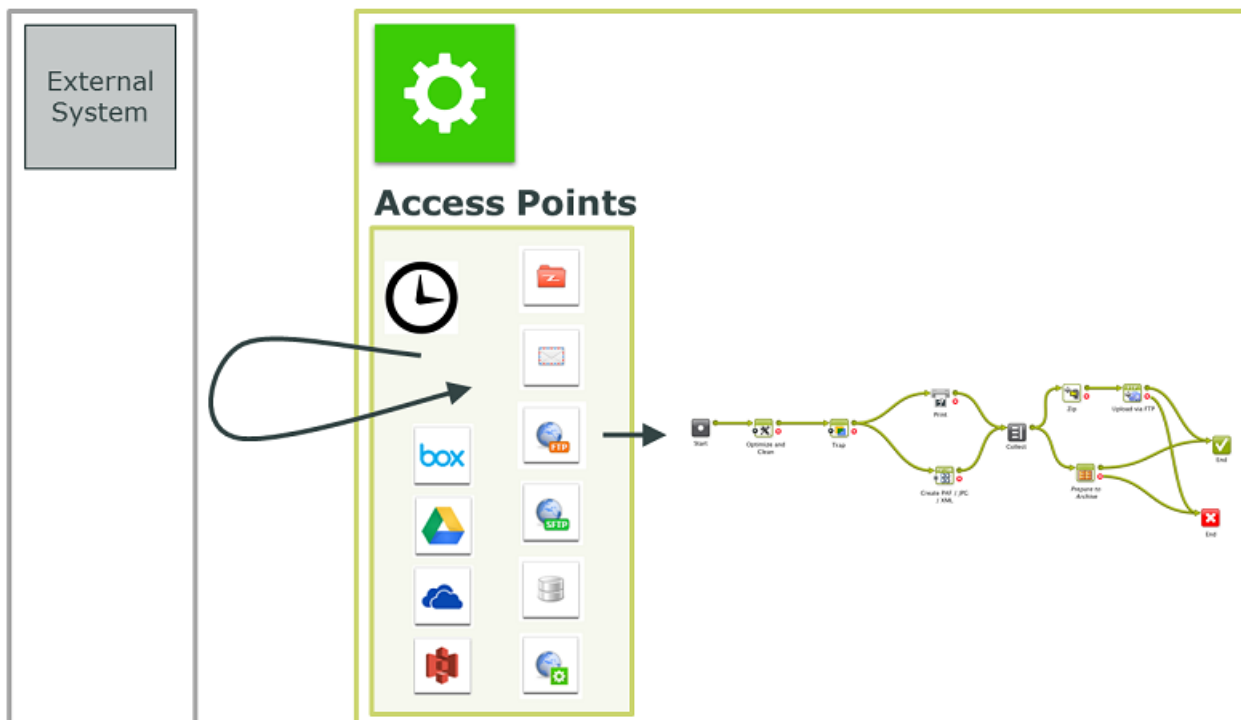 External
System
Access Points
box
FTP
SFTP
Start
Optimize and
Clean
Trap
Print
Create PAF / JPG
/ XML
Collect
Zip
Upload via FTP
Prepare to
Archive
End
End